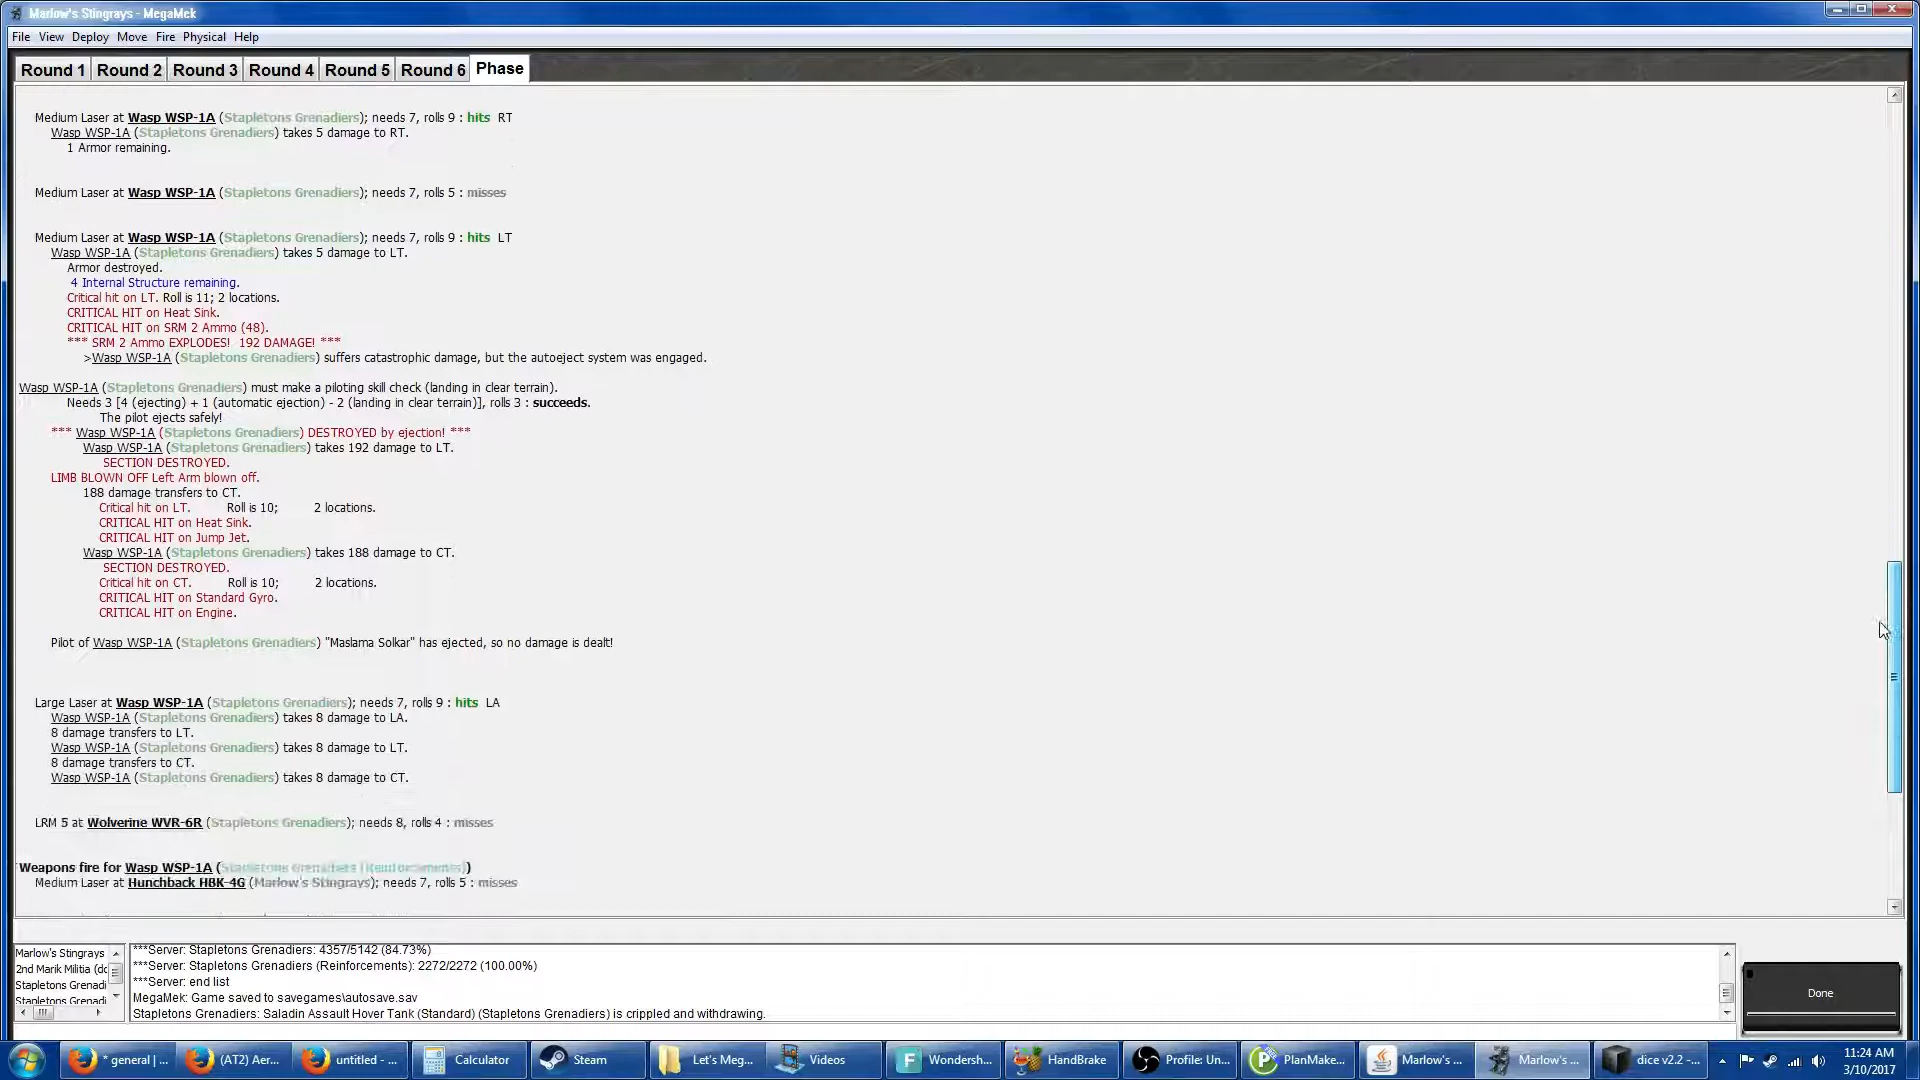 Marlow's Stingrays - MegaMek
File View Deploy Move Fire Physical Help
Round 1 Round 2 Round 3 Round 4 Round 5 Round 6 Phase
Medium Laser at Wasp WSP-1A (Stapletons Grenadiers); needs 7, rolls 9 : hits RT
Wasp WSP-1A (Stapletons Grenadiers) takes 5 damage to RT.
1 Armor remaining.
Medium Laser at Wasp WSP-1A (Stapletons Grenadiers); needs 7, rolls 5 : misses
Medium Laser at Wasp WSP-1A (Stapletons Grenadiers); needs 7, rolls 9 : hits LT
Wasp WSP-1A (Stapletons Grenadiers) takes 5 damage to LT.
Armor destroyed.
4 Internal Structure remaining.
Critical hit on LT. Roll is 11; 2 locations.
CRITICAL HIT on Heat Sink.
CRITICAL HIT on SRM 2 Ammo (48).
*** SRM 2 Ammo EXPLODES! 192 DAMAGE! ***
>Wasp WSP-1A (Stapletons Grenadiers) suffers catastrophic damage, but the autoeject system was engaged.
Wasp WSP-1A (Stapletons Grenadiers) must make a piloting skill check (landing in clear terrain).
Needs 3 [4 (ejecting) + 1 (automatic ejection) - 2 (landing in clear terrain)], rolls 3 : succeeds.
The pilot ejects safely!
*** Wasp WSP-1A (Stapletons Grenadiers) DESTROYED by ejection! ***
Wasp WSP-1A (Stapletons Grenadiers) takes 192 damage to LT.
SECTION DESTROYED.
LIMB BLOWN OFF Left Arm blown off.
188 damage transfers to CT.
Critical hit on LT. Roll is 10; 2 locations.
CRITICAL HIT on Heat Sink.
CRITICAL HIT on Jump Jet.
Wasp WSP-1A (Stapletons Grenadiers) takes 188 damage to CT.
SECTION DESTROYED.
Critical hit on CT. Roll is 10; 2 locations.
CRITICAL HIT on Standard Gyro.
CRITICAL HIT on Engine.
Pilot of Wasp WSP-1A (Stapletons Grenadiers) "Maslama Solkar" has ejected, so no damage is dealt!
Large Laser at Wasp WSP-1A (Stapletons Grenadiers); needs 7, rolls 9 : hits LA
Wasp WSP-1A (Stapletons Grenadiers) takes 8 damage to LA.
8 damage transfers to LT.
Wasp WSP-1A (Stapletons Grenadiers) takes 8 damage to LT.
8 damage transfers to CT.
Wasp WSP-1A (Stapletons Grenadiers) takes 8 damage to CT.
LRM 5 at Wolverine WVR-6R (Stapletons Grenadiers); needs 8, rolls 4 : misses
Weapons fire for Wasp WSP-1A (Stapletons Grenadiers (Reinforcements))
Medium Laser at Hunchback HBK-4G (Marlow's Stingrays); needs 7, rolls 5 : misses
Marlow's Stingrays
2nd Marik Militia (do
Stapletons Grenadi
Stapletons Grenadi
***Server: Stapletons Grenadiers: 4357/5142 (84.73%)
***Server: Stapletons Grenadiers (Reinforcements): 2272/2272 (100.00%)
***Server: end list
MegaMek: Game saved to savegames\autosave.sav
Stapletons Grenadiers: Saladin Assault Hover Tank (Standard) (Stapletons Grenadiers) is crippled and withdrawing.
Done
* general | ... (AT2) Aer... untitled - ... Calculator Steam Let's Meg... Videos Wondersh... HandBrake Profile: Un... PlanMake... Marlow's ... Marlow's ... dice v2.2 -...
11:24 AM
3/10/2017